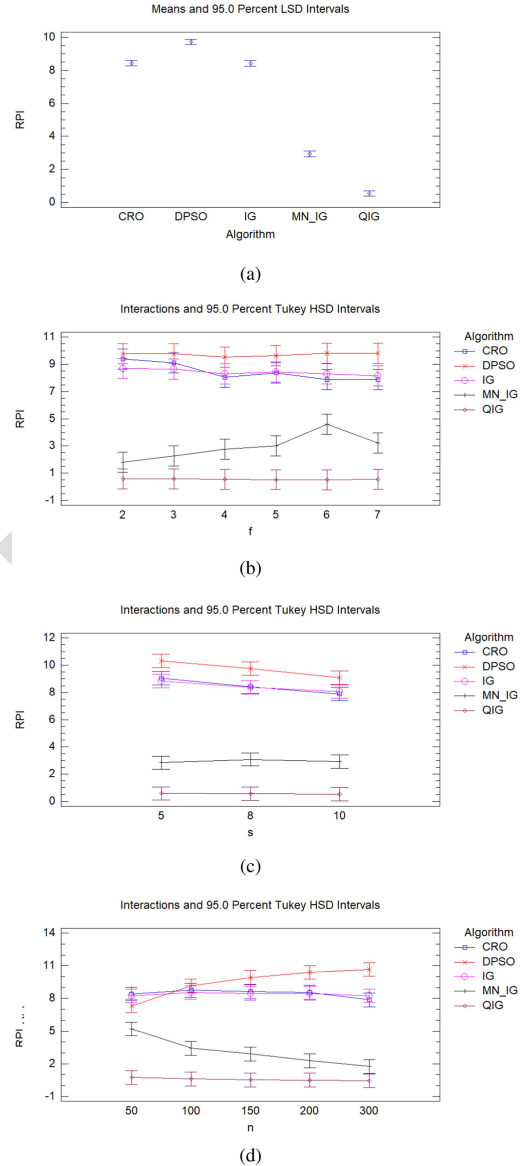 Means and 95.0 Percent LSD Intervals
10
8
6
4
2
0
RPI
CRO DPSO IG MN_IG QIG
Algorithm
(a)
Interactions and 95.0 Percent Tukey HSD Intervals
11
9
7
5
3
1
-1
RPI
2 3 4 5 6 7
f
Algorithm
CRO
DPSO
IG
MN_IG
QIG
(b)
Interactions and 95.0 Percent Tukey HSD Intervals
12
10
8
6
4
2
0
RPI
5 8 10
s
Algorithm
CRO
DPSO
IG
MN_IG
QIG
(c)
Interactions and 95.0 Percent Tukey HSD Intervals
14
11
8
5
2
-1
RPI
50 100 150 200 300
n
Algorithm
CRO
DPSO
IG
MN_IG
QIG
(d)